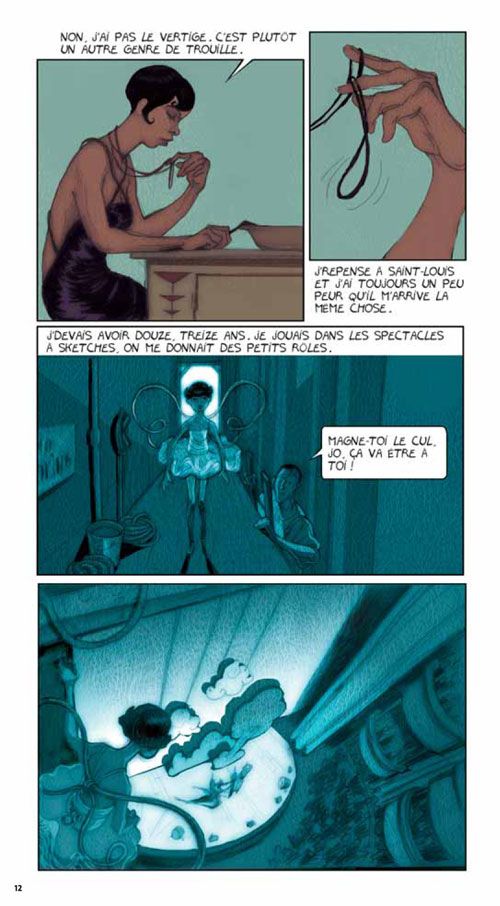 NON, J'AI PAS LE VERTIGE. C'EST PLUTÔT
UN AUTRE GENRE DE TROUILLE.
J'REPENSE A SAINT-LOUIS
ET J'AI TOUJOURS UN PEU
PEUR QU'IL M'ARRIVE LA
MEME CHOSE.
J'DEVAIS AVOIR DOUZE, TREIZE ANS. JE JOUAIS DANS LES SPECTACLES
A SKETCHES, ON ME DONNAIT DES PETITS RÔLES.
MAGNE-TOI LE CUL,
JO, ÇA VA ETRE A
TOI !
12